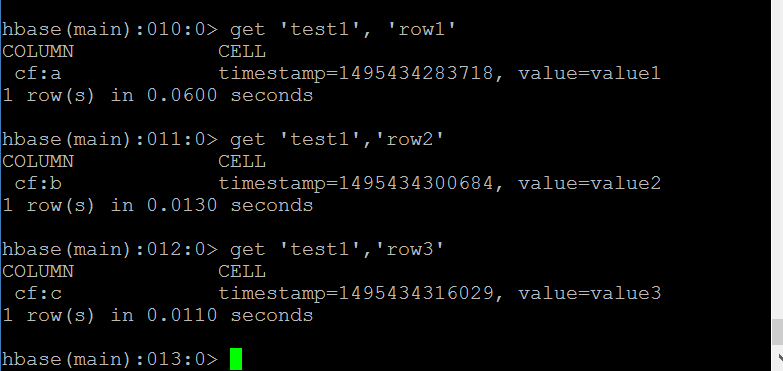 hbase(main):010:0> get 'test1', 'row1'
COLUMN                CELL
 cf:a                 timestamp=1495434283718, value=value1
1 row(s) in 0.0600 seconds
hbase(main):011:0> get 'test1','row2'
COLUMN                CELL
 cf:b                 timestamp=1495434300684, value=value2
1 row(s) in 0.0130 seconds
hbase(main):012:0> get 'test1','row3'
COLUMN                CELL
 cf:c                 timestamp=1495434316029, value=value3
1 row(s) in 0.0110 seconds
hbase(main):013:0>